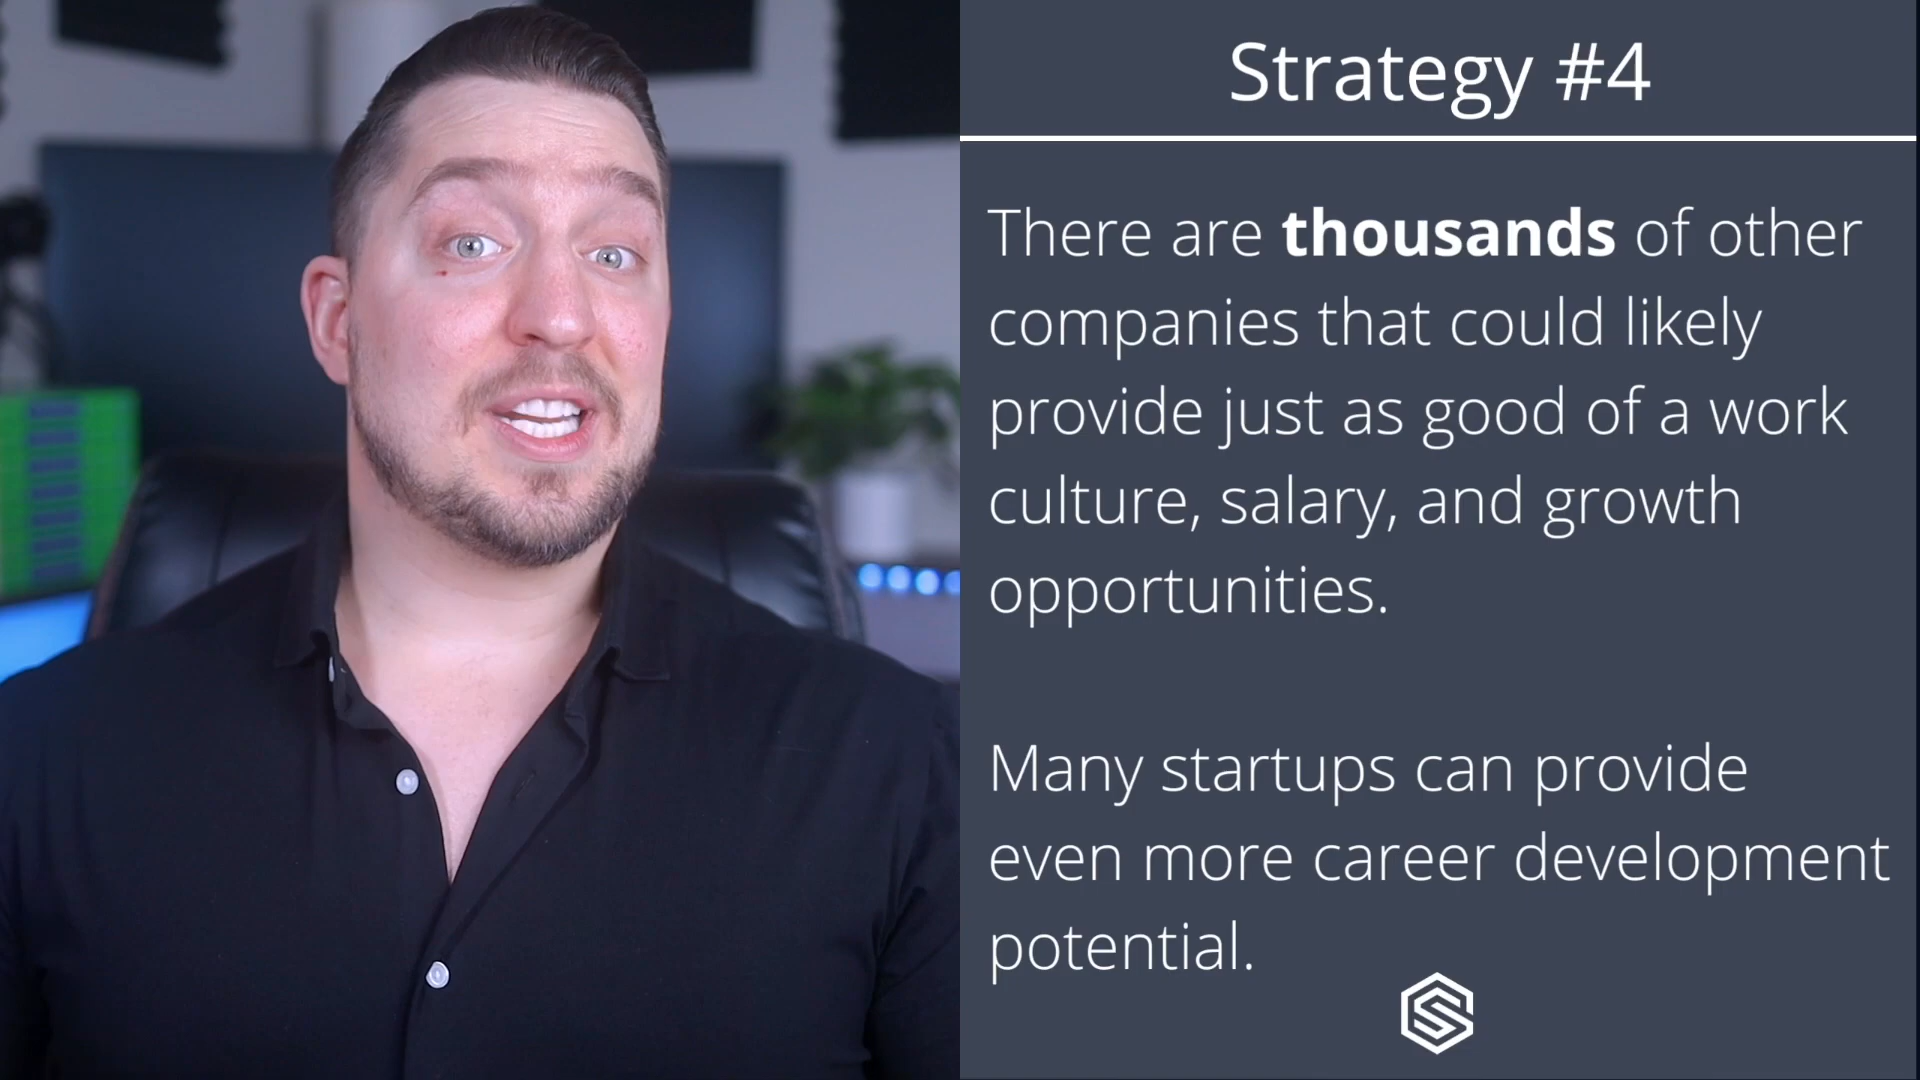 Strategy #4
There are thousands of other
companies that could likely
provide just as good of a work
culture, salary, and growth
opportunities.
Many startups can provide
even more career development
potential.